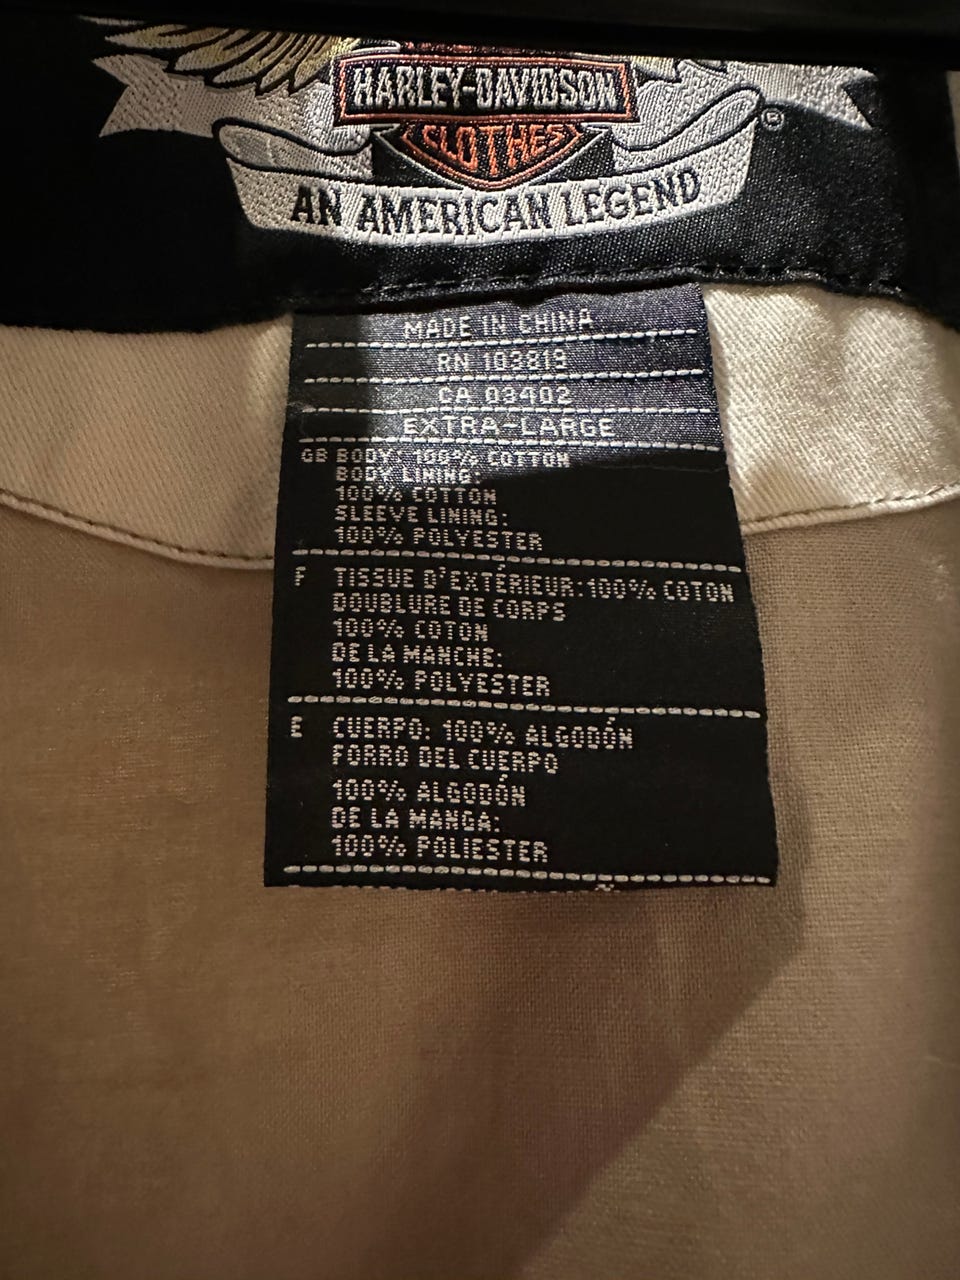 HARLEY-DAVIDSON
CLOTHES
®
AN AMERICAN LEGEND
MADE IN CHINA
RN 103819
CA 03402
EXTRA-LARGE
GB BODY: 100% COTTON
BODY LINING:
100% COTTON
SLEEVE LINING:
100% POLYESTER
F TISSUE D'EXTÉRIEUR:100% COTON
DOUBLURE DE CORPS
100% COTON
DE LA MANCHE:
100% POLYESTER
E CUERPO: 100% ALGODÓN
FORRO DEL CUERPO
100% ALGODÓN
DE LA MANGA:
100% POLIESTER